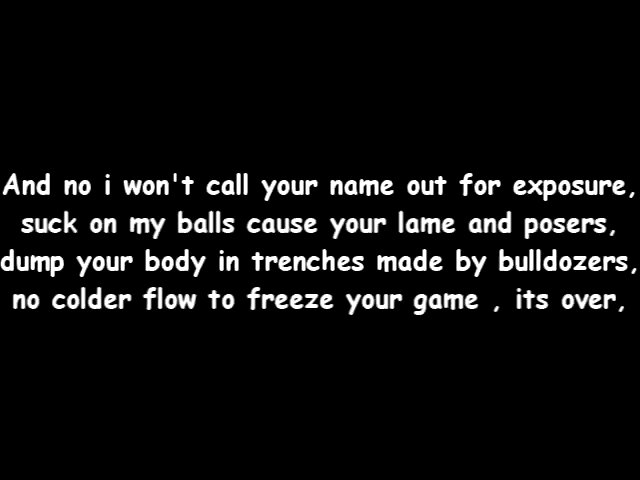 And no i won't call your name out for exposure,
suck on my balls cause your lame and posers,
dump your body in trenches made by bulldozers,
no colder flow to freeze your game , its over,